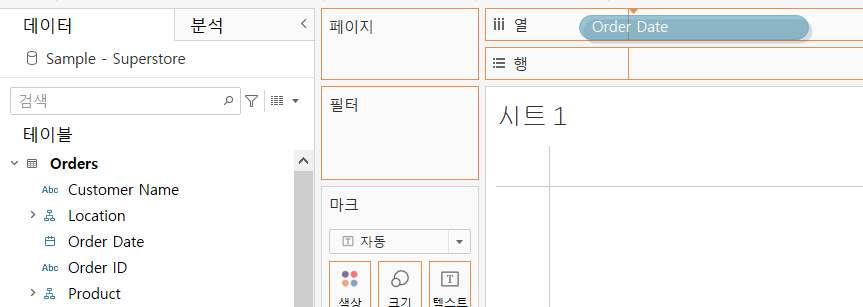 데이터
분석
Sample - Superstore
검색
테이블
Orders
Abc Customer Name
Location
Order Date
Abc Order ID
Product
페이지
필터
마크
자동
색상
크기
텍스트
열
Order Date
행
시트 1